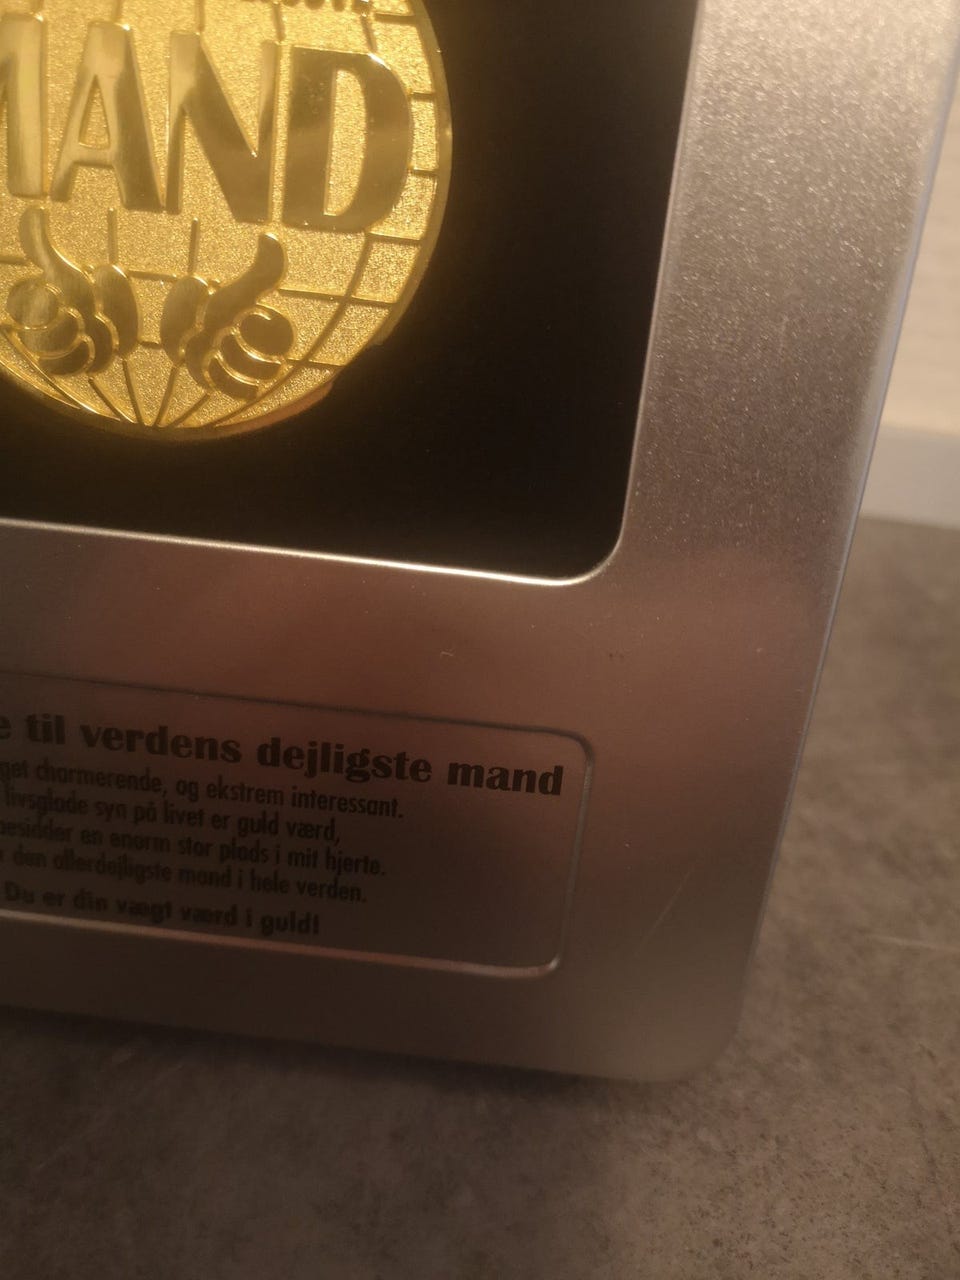 MAND
til verdens dejligste mand
charmerende, og ekstrem interessant.
livsglade syn på livet er guld værd,
besidder en enorm stor plads i mit hjerte.
den allerdejligste mand i hele verden.
Du er din vægt værd i guld!